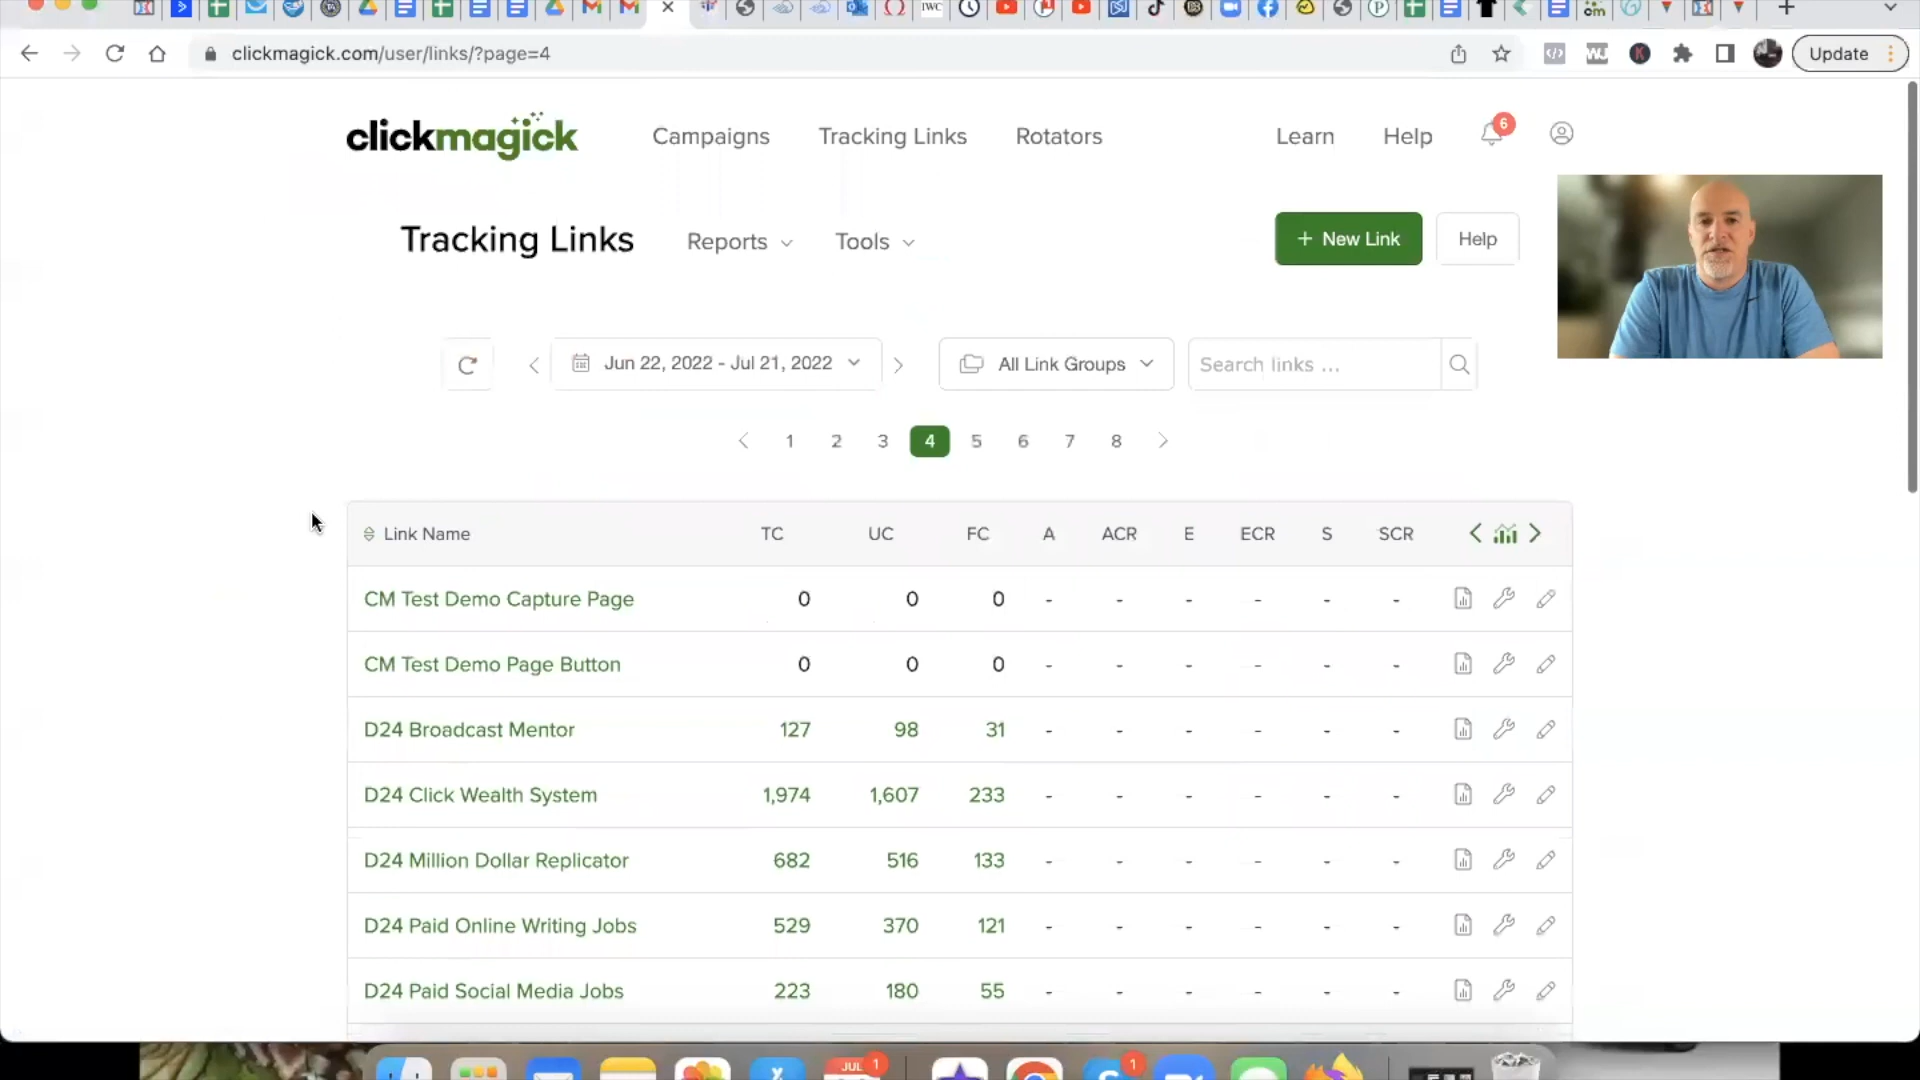 IWC
clickmagick.com/user/links/?page=4
Update
clickmagick
Campaigns
Tracking Links
Rotators
Learn
Help
6
Tracking Links
Reports
Tools
+ New Link
Help
Jun 22, 2022 - Jul 21, 2022
All Link Groups
Search links ...
1 2 3 4 5 6 7 8
Link Name TC UC FC A ACR E ECR S SCR
CM Test Demo Capture Page 0 0 0 - - - - - -
CM Test Demo Page Button 0 0 0 - - - - - -
D24 Broadcast Mentor 127 98 31 - - - - - -
D24 Click Wealth System 1,974 1,607 233 - - - - - -
D24 Million Dollar Replicator 682 516 133 - - - - - -
D24 Paid Online Writing Jobs 529 370 121 - - - - - -
D24 Paid Social Media Jobs 223 180 55 - - - - - -
JUL 1
1